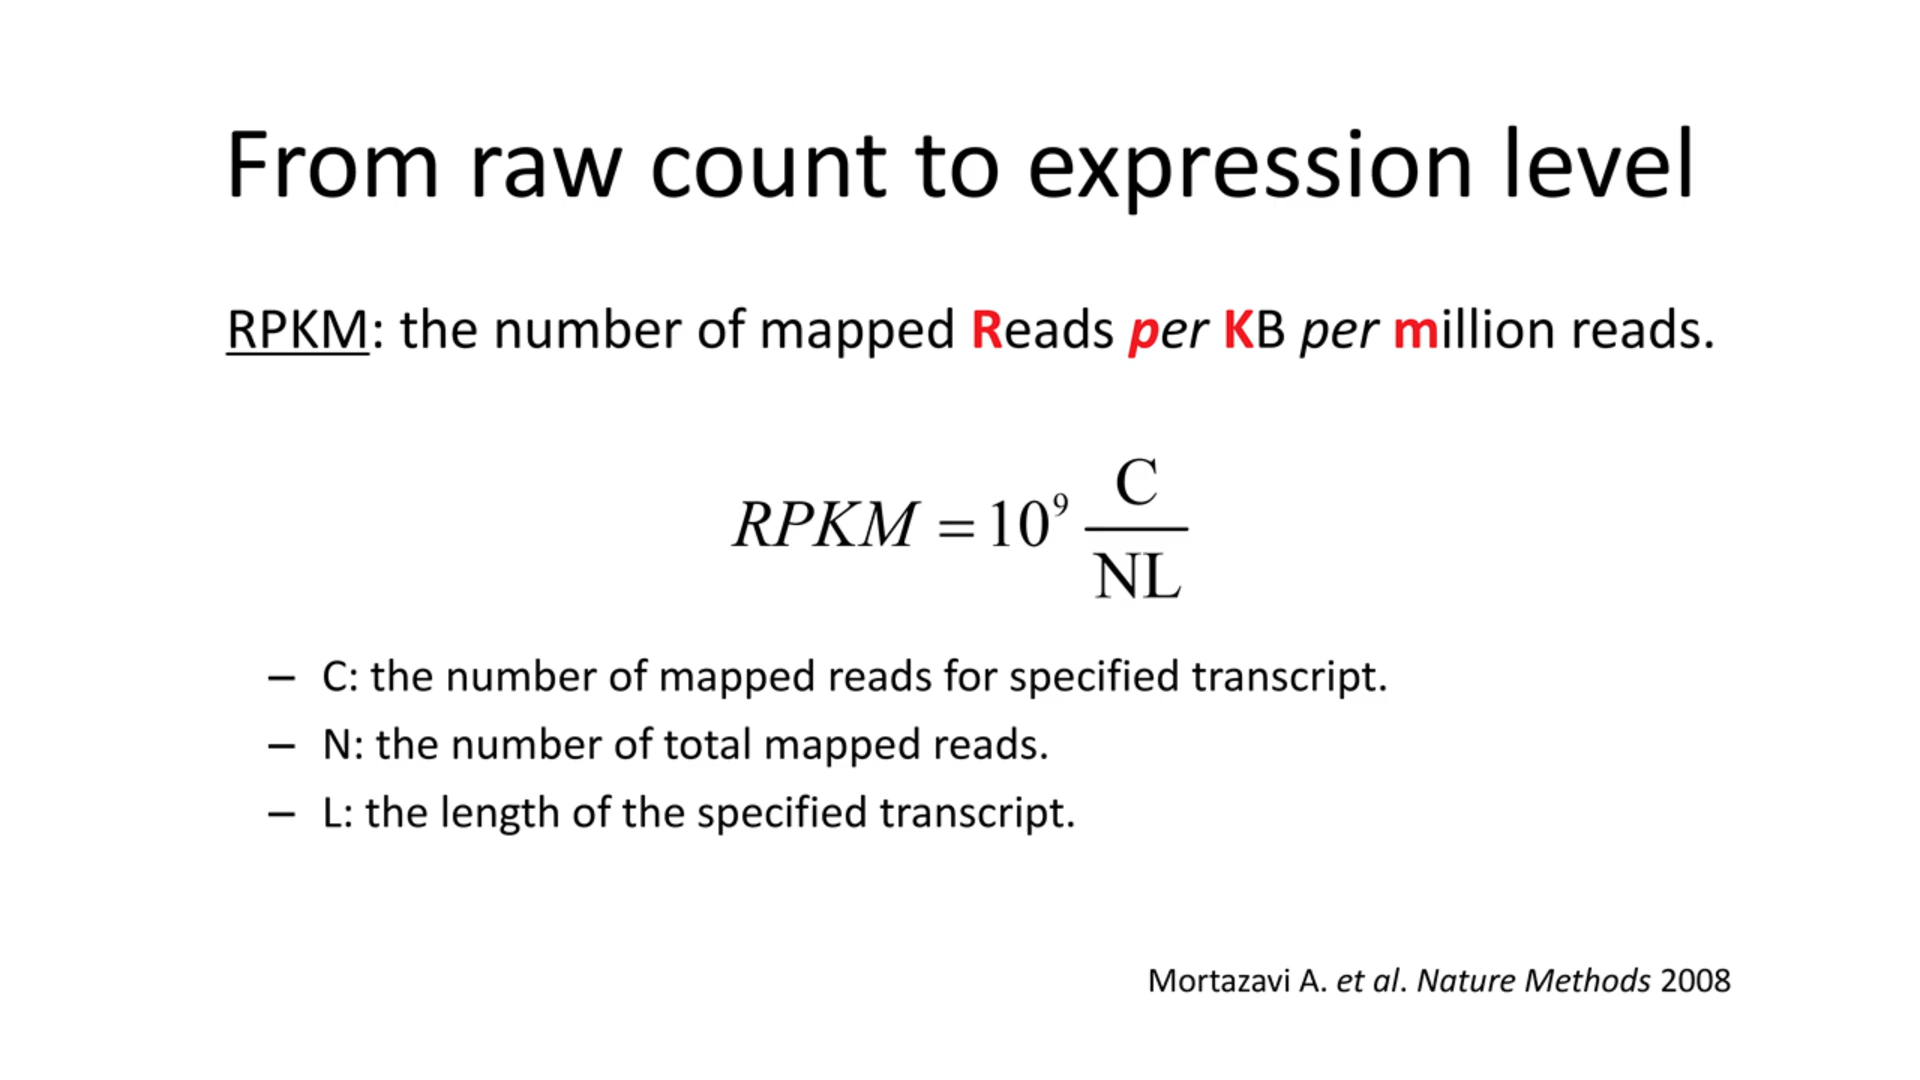 From raw count to expression level
RPKM: the number of mapped Reads per KB per million reads.
RPKM = 10⁹ C/NL
– C: the number of mapped reads for specified transcript.
– N: the number of total mapped reads.
– L: the length of the specified transcript.
Mortazavi A. et al. Nature Methods 2008